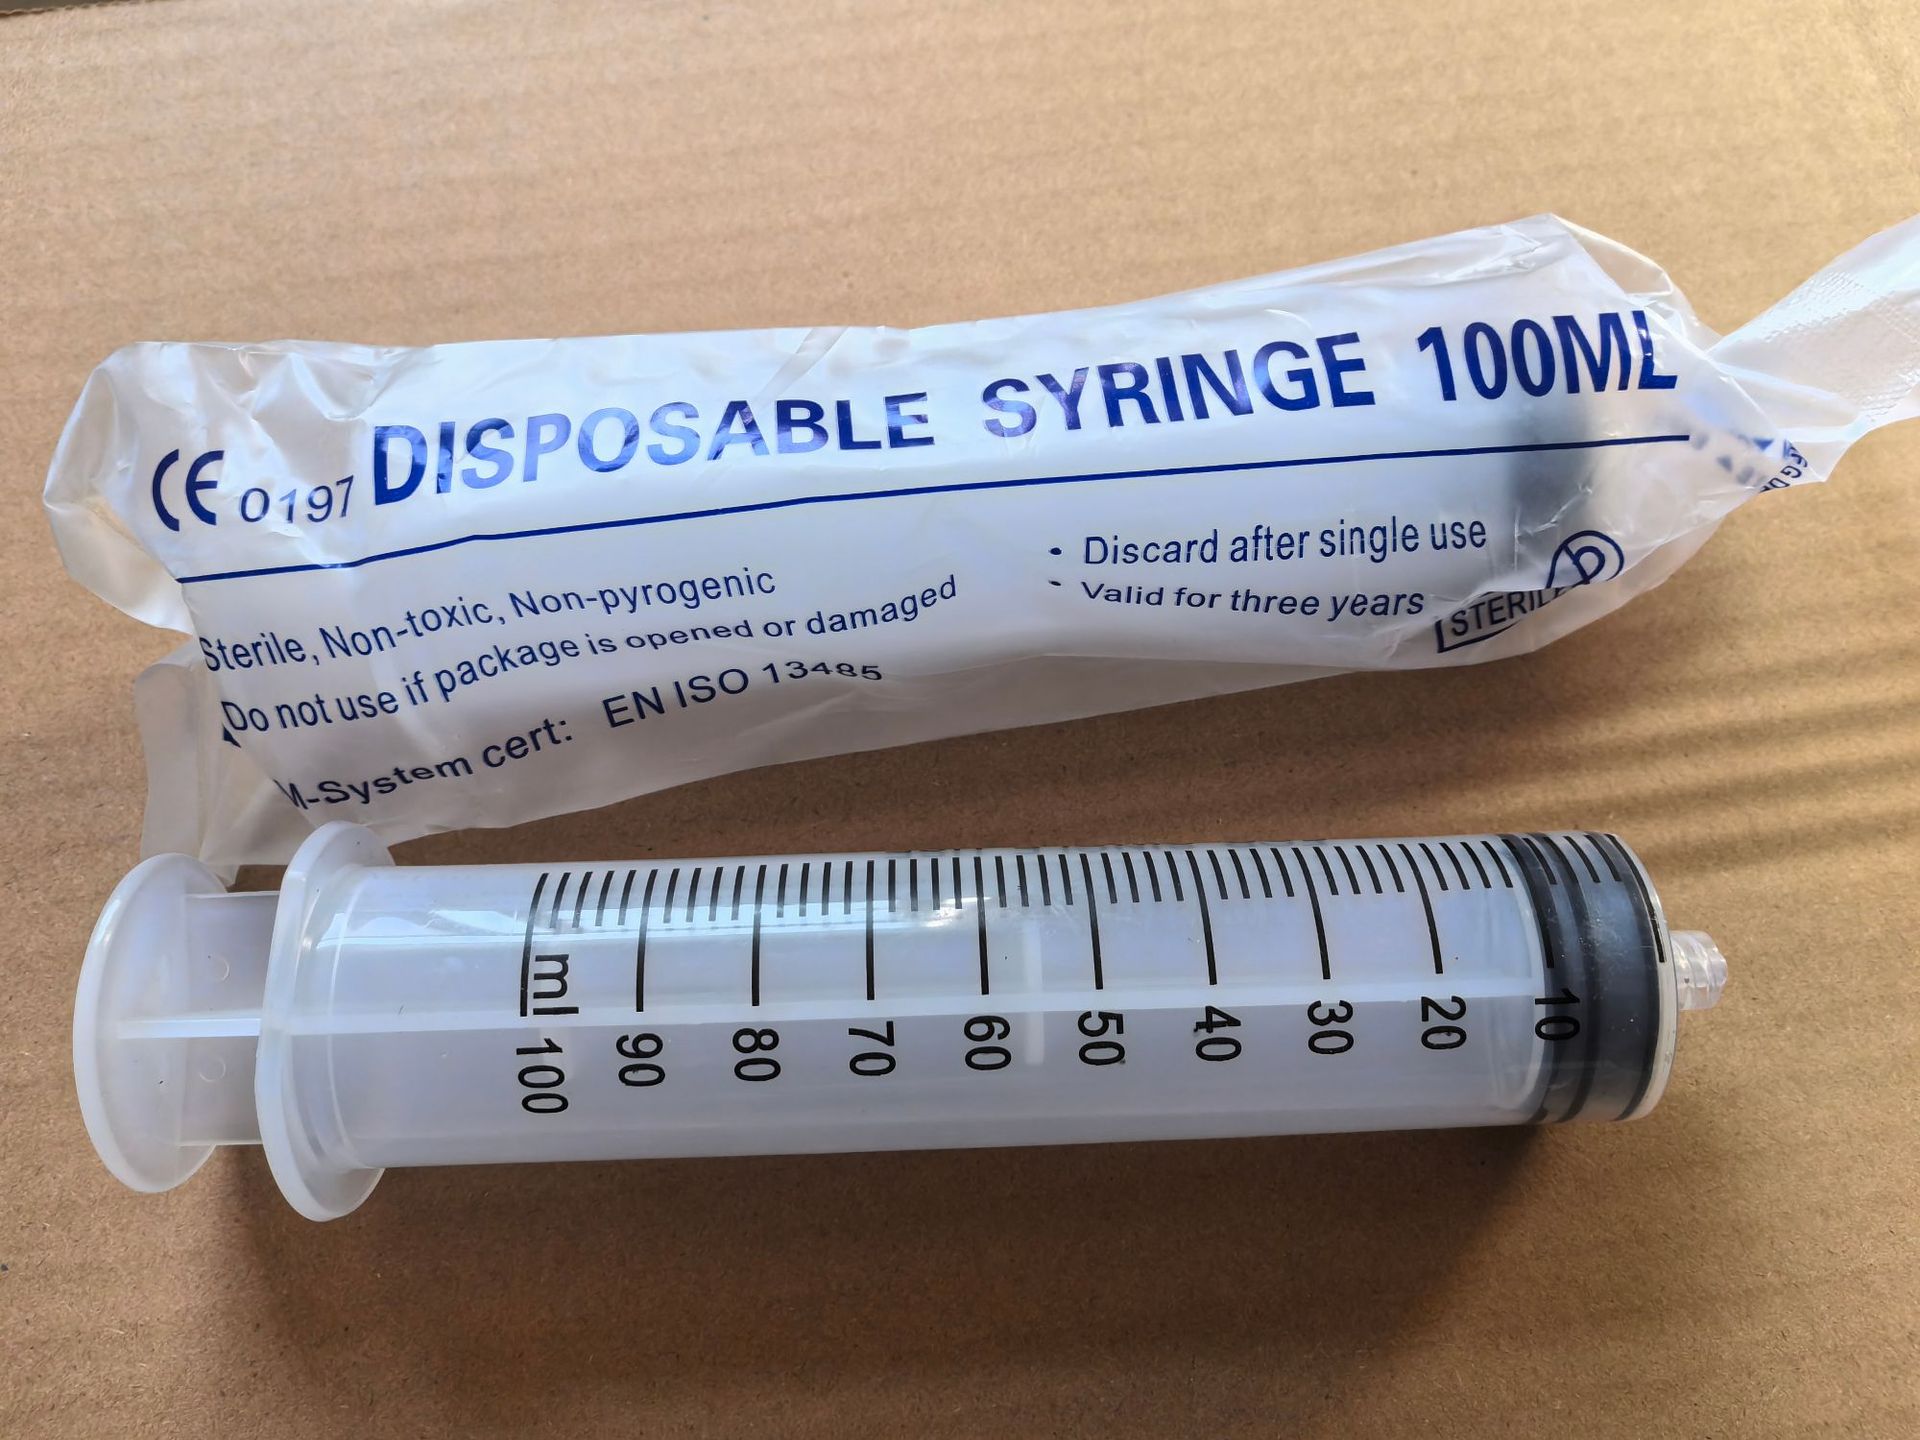 CE 0197 DISPOSABLE SYRINGE 100ML
Sterile, Non-toxic, Non-pyrogenic
Do not use if package is opened or damaged
M-System cert: EN ISO 13485
• Discard after single use
• Valid for three years
STERILE
ml 100 90 80 70 60 50 40 30 20 10